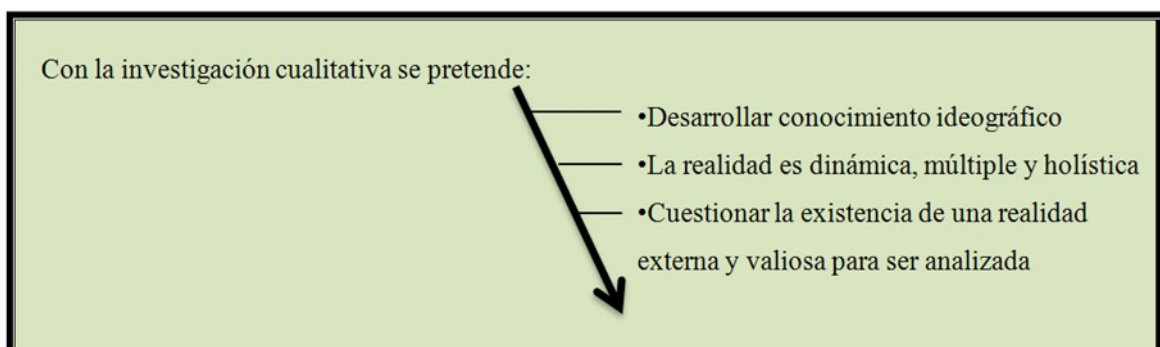 Con la investigación cualitativa se pretende:
•Desarrollar conocimiento ideográfico
•La realidad es dinámica, múltiple y holística
•Cuestionar la existencia de una realidad
externa y valiosa para ser analizada